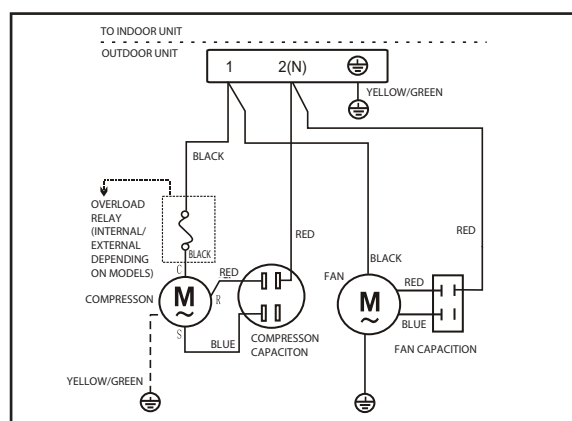 TO INDOOR UNIT
OUTDOOR UNIT
1
2(N)
YELLOW/GREEN
BLACK
OVERLOAD
RELAY
(INTERNAL/
EXTERNAL
DEPENDING
ON MODELS)
BLACK
RED
RED
C
BLACK
COMPRESSON
M
~
R
RED
S
BLUE
COMPRESSON
CAPACITON
FAN
M
~
RED
BLUE
FAN CAPACITION
YELLOW/GREEN